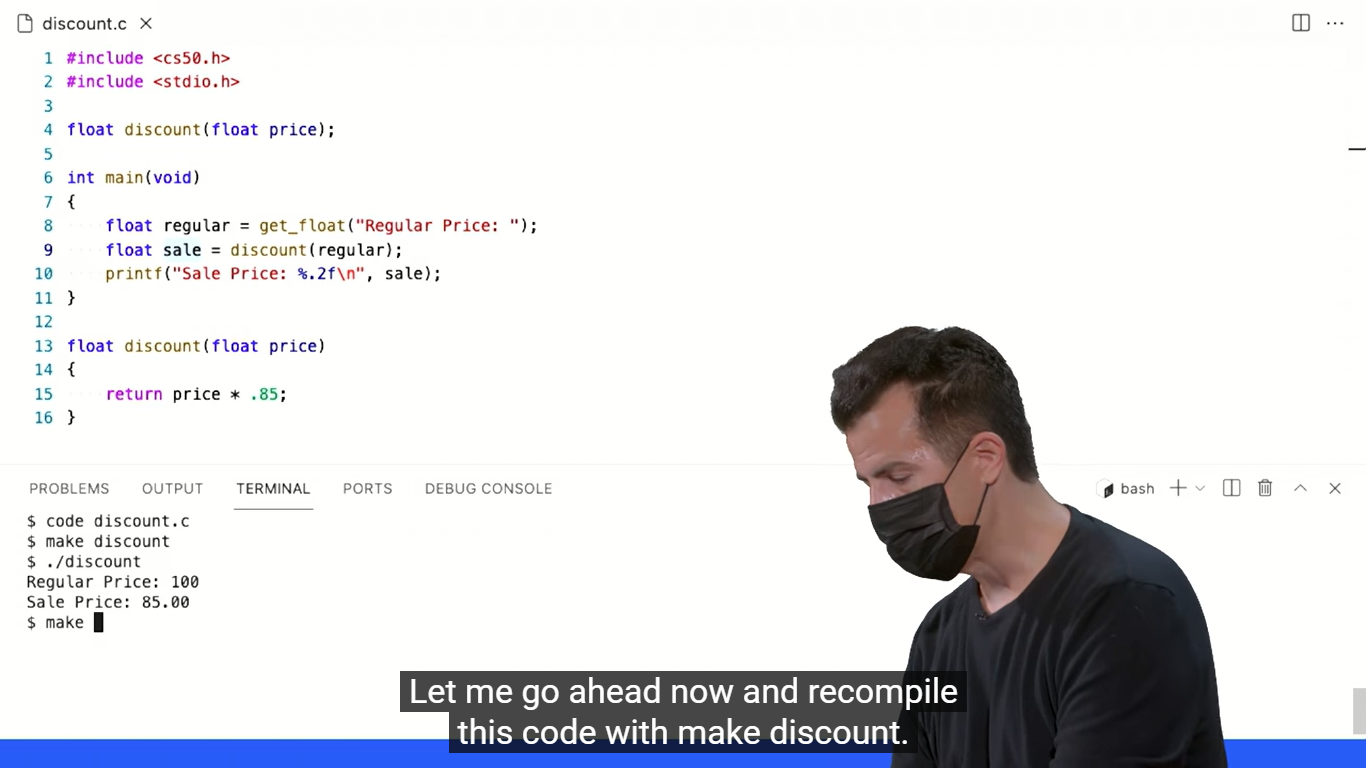 discount.c
1 #include <cs50.h>
2 #include <stdio.h>
3
4 float discount(float price);
5
6 int main(void)
7 {
8     float regular = get_float("Regular Price: ");
9     float sale = discount(regular);
10     printf("Sale Price: %.2f\n", sale);
11 }
12
13 float discount(float price)
14 {
15     return price * .85;
16 }
PROBLEMS OUTPUT TERMINAL PORTS DEBUG CONSOLE bash
$ code discount.c
$ make discount
$ ./discount
Regular Price: 100
Sale Price: 85.00
$ make
Let me go ahead now and recompile
this code with make discount.